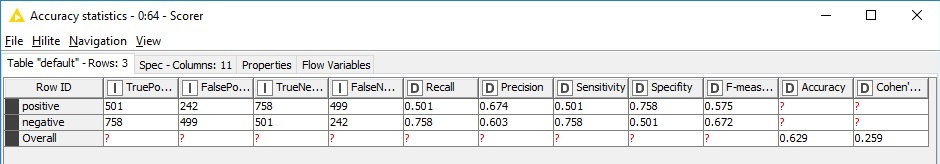 Accuracy statistics - 0:64 - Scorer
File Hilite Navigation View
Table "default" - Rows: 3 Spec - Columns: 11 Properties Flow Variables
Row ID I TruePo... I FalsePo... I TrueNe... I FalseN... D Recall D Precision D Sensitivity D Specifity D F-meas... D Accuracy D Cohen'...
positive 501 242 758 499 0.501 0.674 0.501 0.758 0.575 ? ?
negative 758 499 501 242 0.758 0.603 0.758 0.501 0.672 ? ?
Overall ? ? ? ? ? ? ? ? ? 0.629 0.259